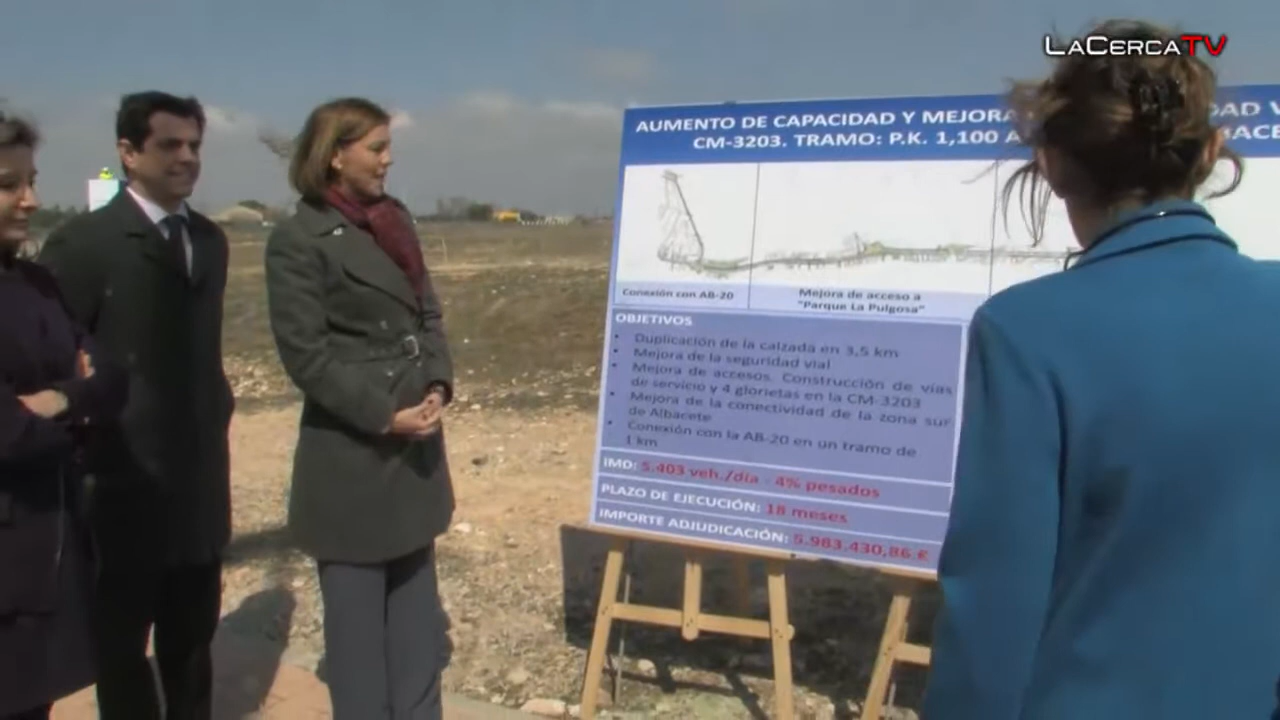 LACERCATV
AUMENTO DE CAPACIDAD Y MEJORA DAD V
CM-3203. TRAMO: P.K. 1,100 A ACE
Conexión con AB-20
Mejora de acceso a
"Parque La Pulgosa"
OBJETIVOS
• Duplicación de la calzada en 3,5 km
• Mejora de la seguridad vial
• Mejora de accesos. Construcción de vías
de servicio y 4 glorietas en la CM-3203
• Mejora de la conectividad de la zona sur
de Albacete
• Conexión con la AB-20 en un tramo de
1 km
IMD: 5.403 veh./día - 4% pesados
PLAZO DE EJECUCIÓN: 18 meses
IMPORTE ADJUDICACIÓN: 5.983.430,86 €